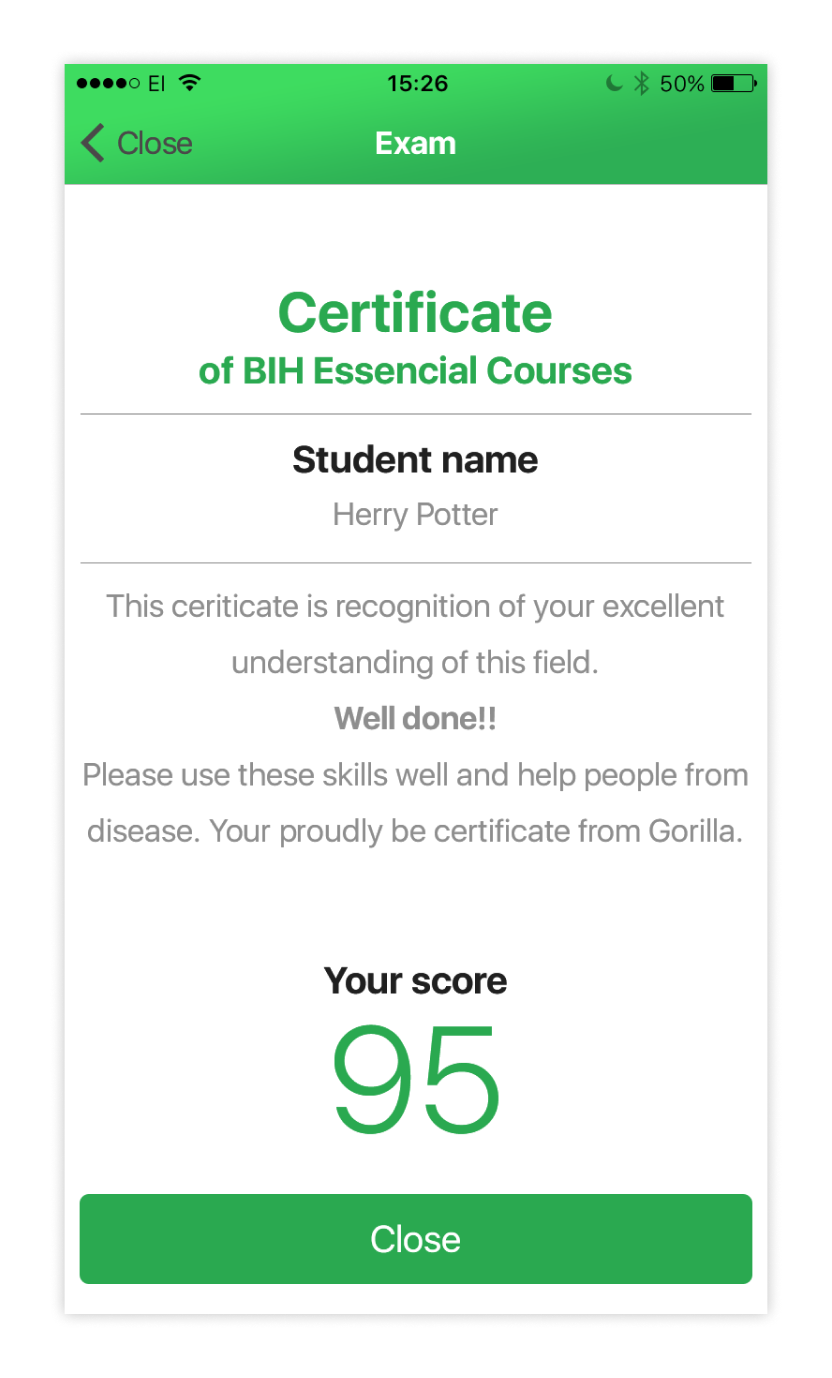 EI 15:26 50%
Close Exam
Certificate
of BIH Essencial Courses
Student name
Herry Potter
This ceriticate is recognition of your excellent
understanding of this field.
Well done!!
Please use these skills well and help people from
disease. Your proudly be certificate from Gorilla.
Your score
95
Close